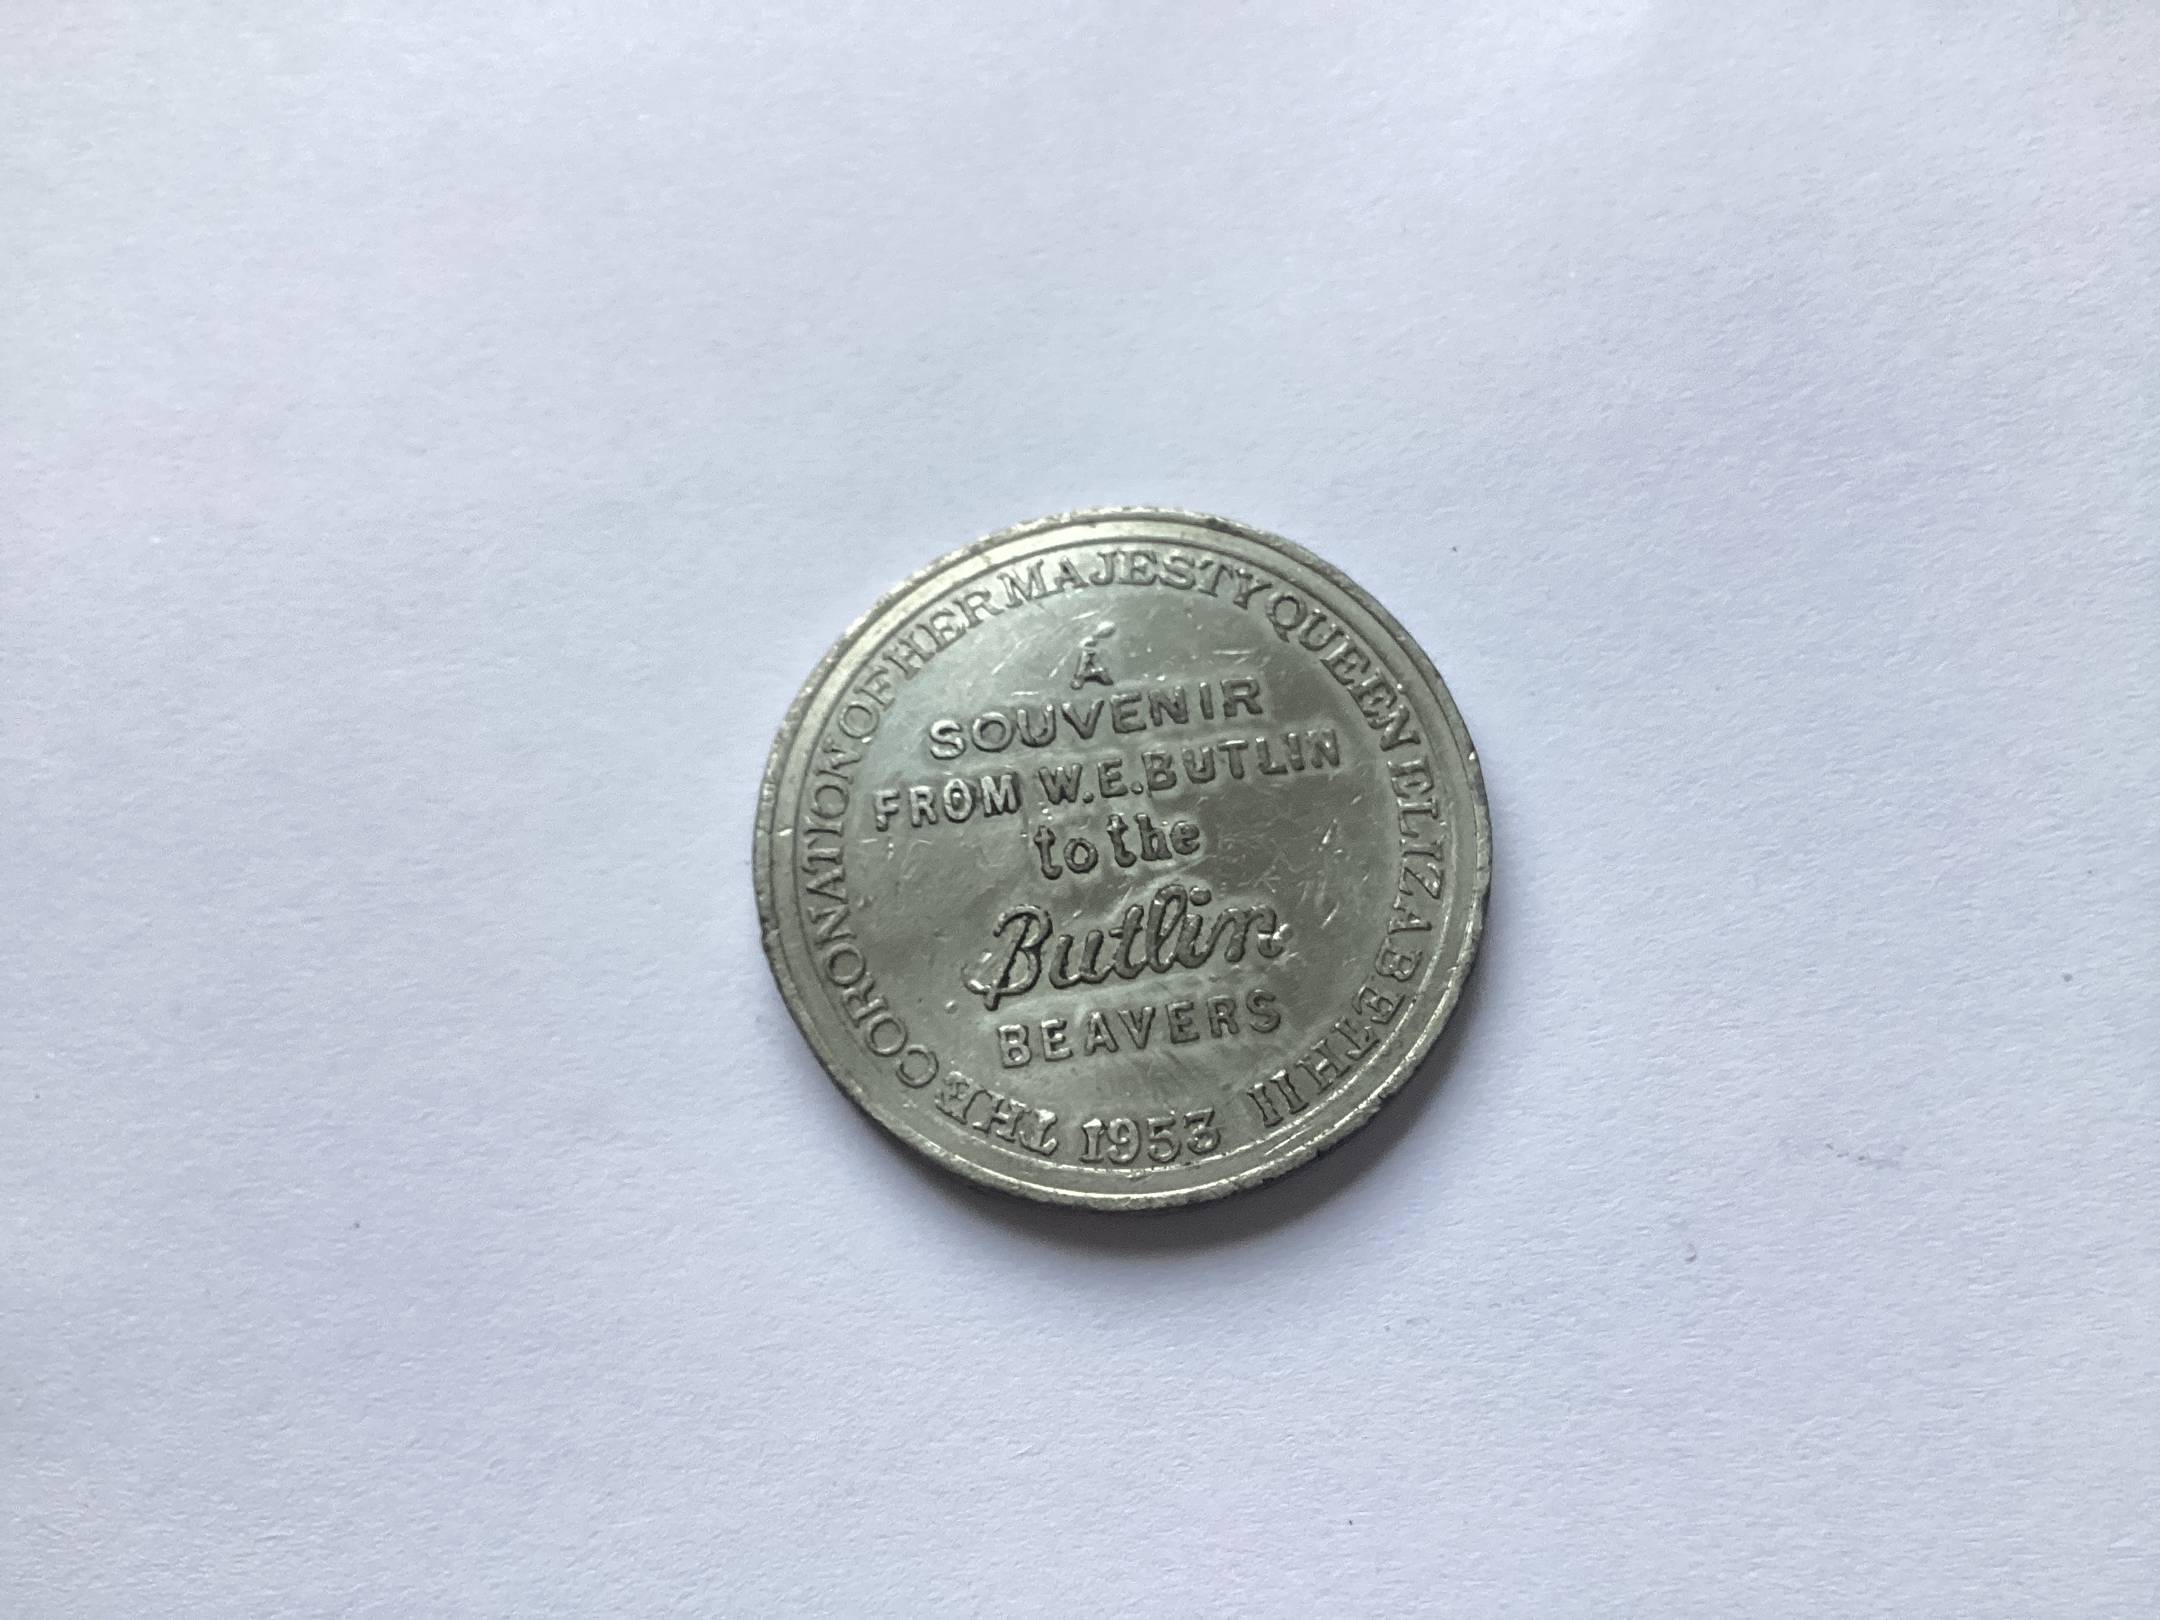 THE CORONATION OF HER MAJESTY QUEEN ELIZABETH II
1953
A
SOUVENIR
FROM W.E.BUTLIN
to the
Butlin
BEAVERS